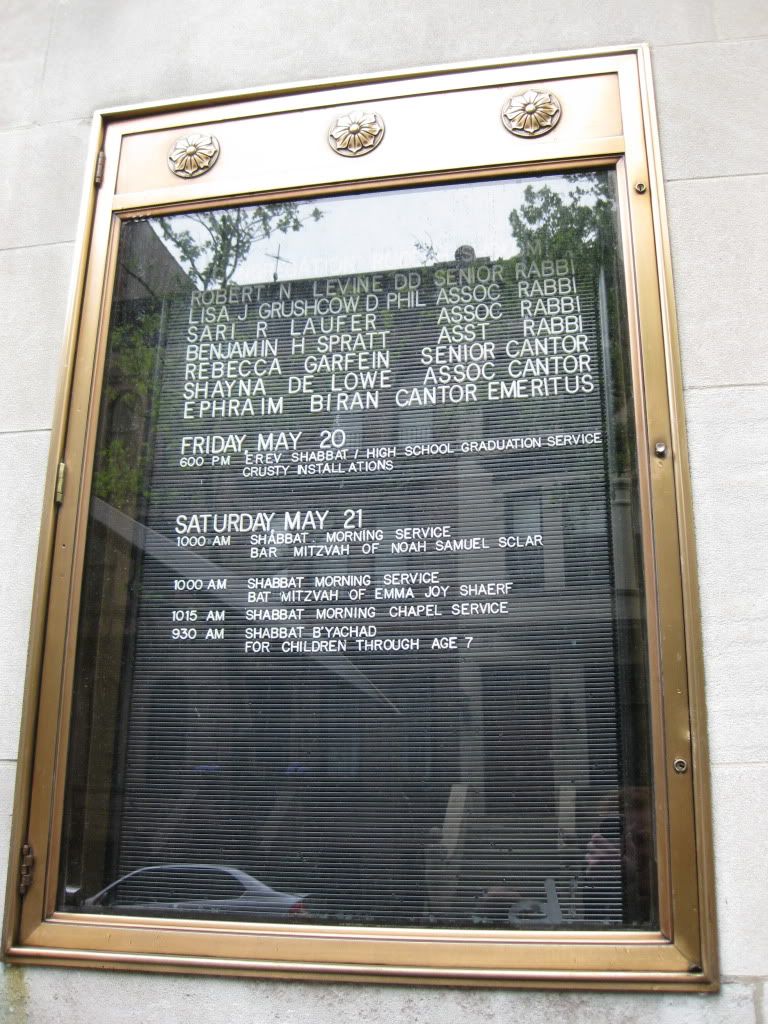 CONGREGATION
ROBERT N. LEVINE DD SENIOR RABBI
LISA J GRUSHCOW D PHIL ASSOC RABBI
SARI R LAUFER ASSOC RABBI
BENJAMIN H SPRATT ASST RABBI
REBECCA GARFEIN SENIOR CANTOR
SHAYNA DE LOWE ASSOC CANTOR
EPHRAIM BIRAN CANTOR EMERITUS
FRIDAY MAY 20
600 PM EREV SHABBAT / HIGH SCHOOL GRADUATION SERVICE
CRUSTY INSTALLATIONS
SATURDAY, MAY 21
1000 AM SHABBAT. MORNING SERVICE
BAR MITZVAH OF NOAH SAMUEL SCLAR
1000 AM SHABBAT MORNING SERVICE
BAT MITZVAH OF EMMA JOY SHAERF
1015 AM SHABBAT MORNING CHAPEL SERVICE
930 AM SHABBAT B'YACHAD
FOR CHILDREN THROUGH AGE 7